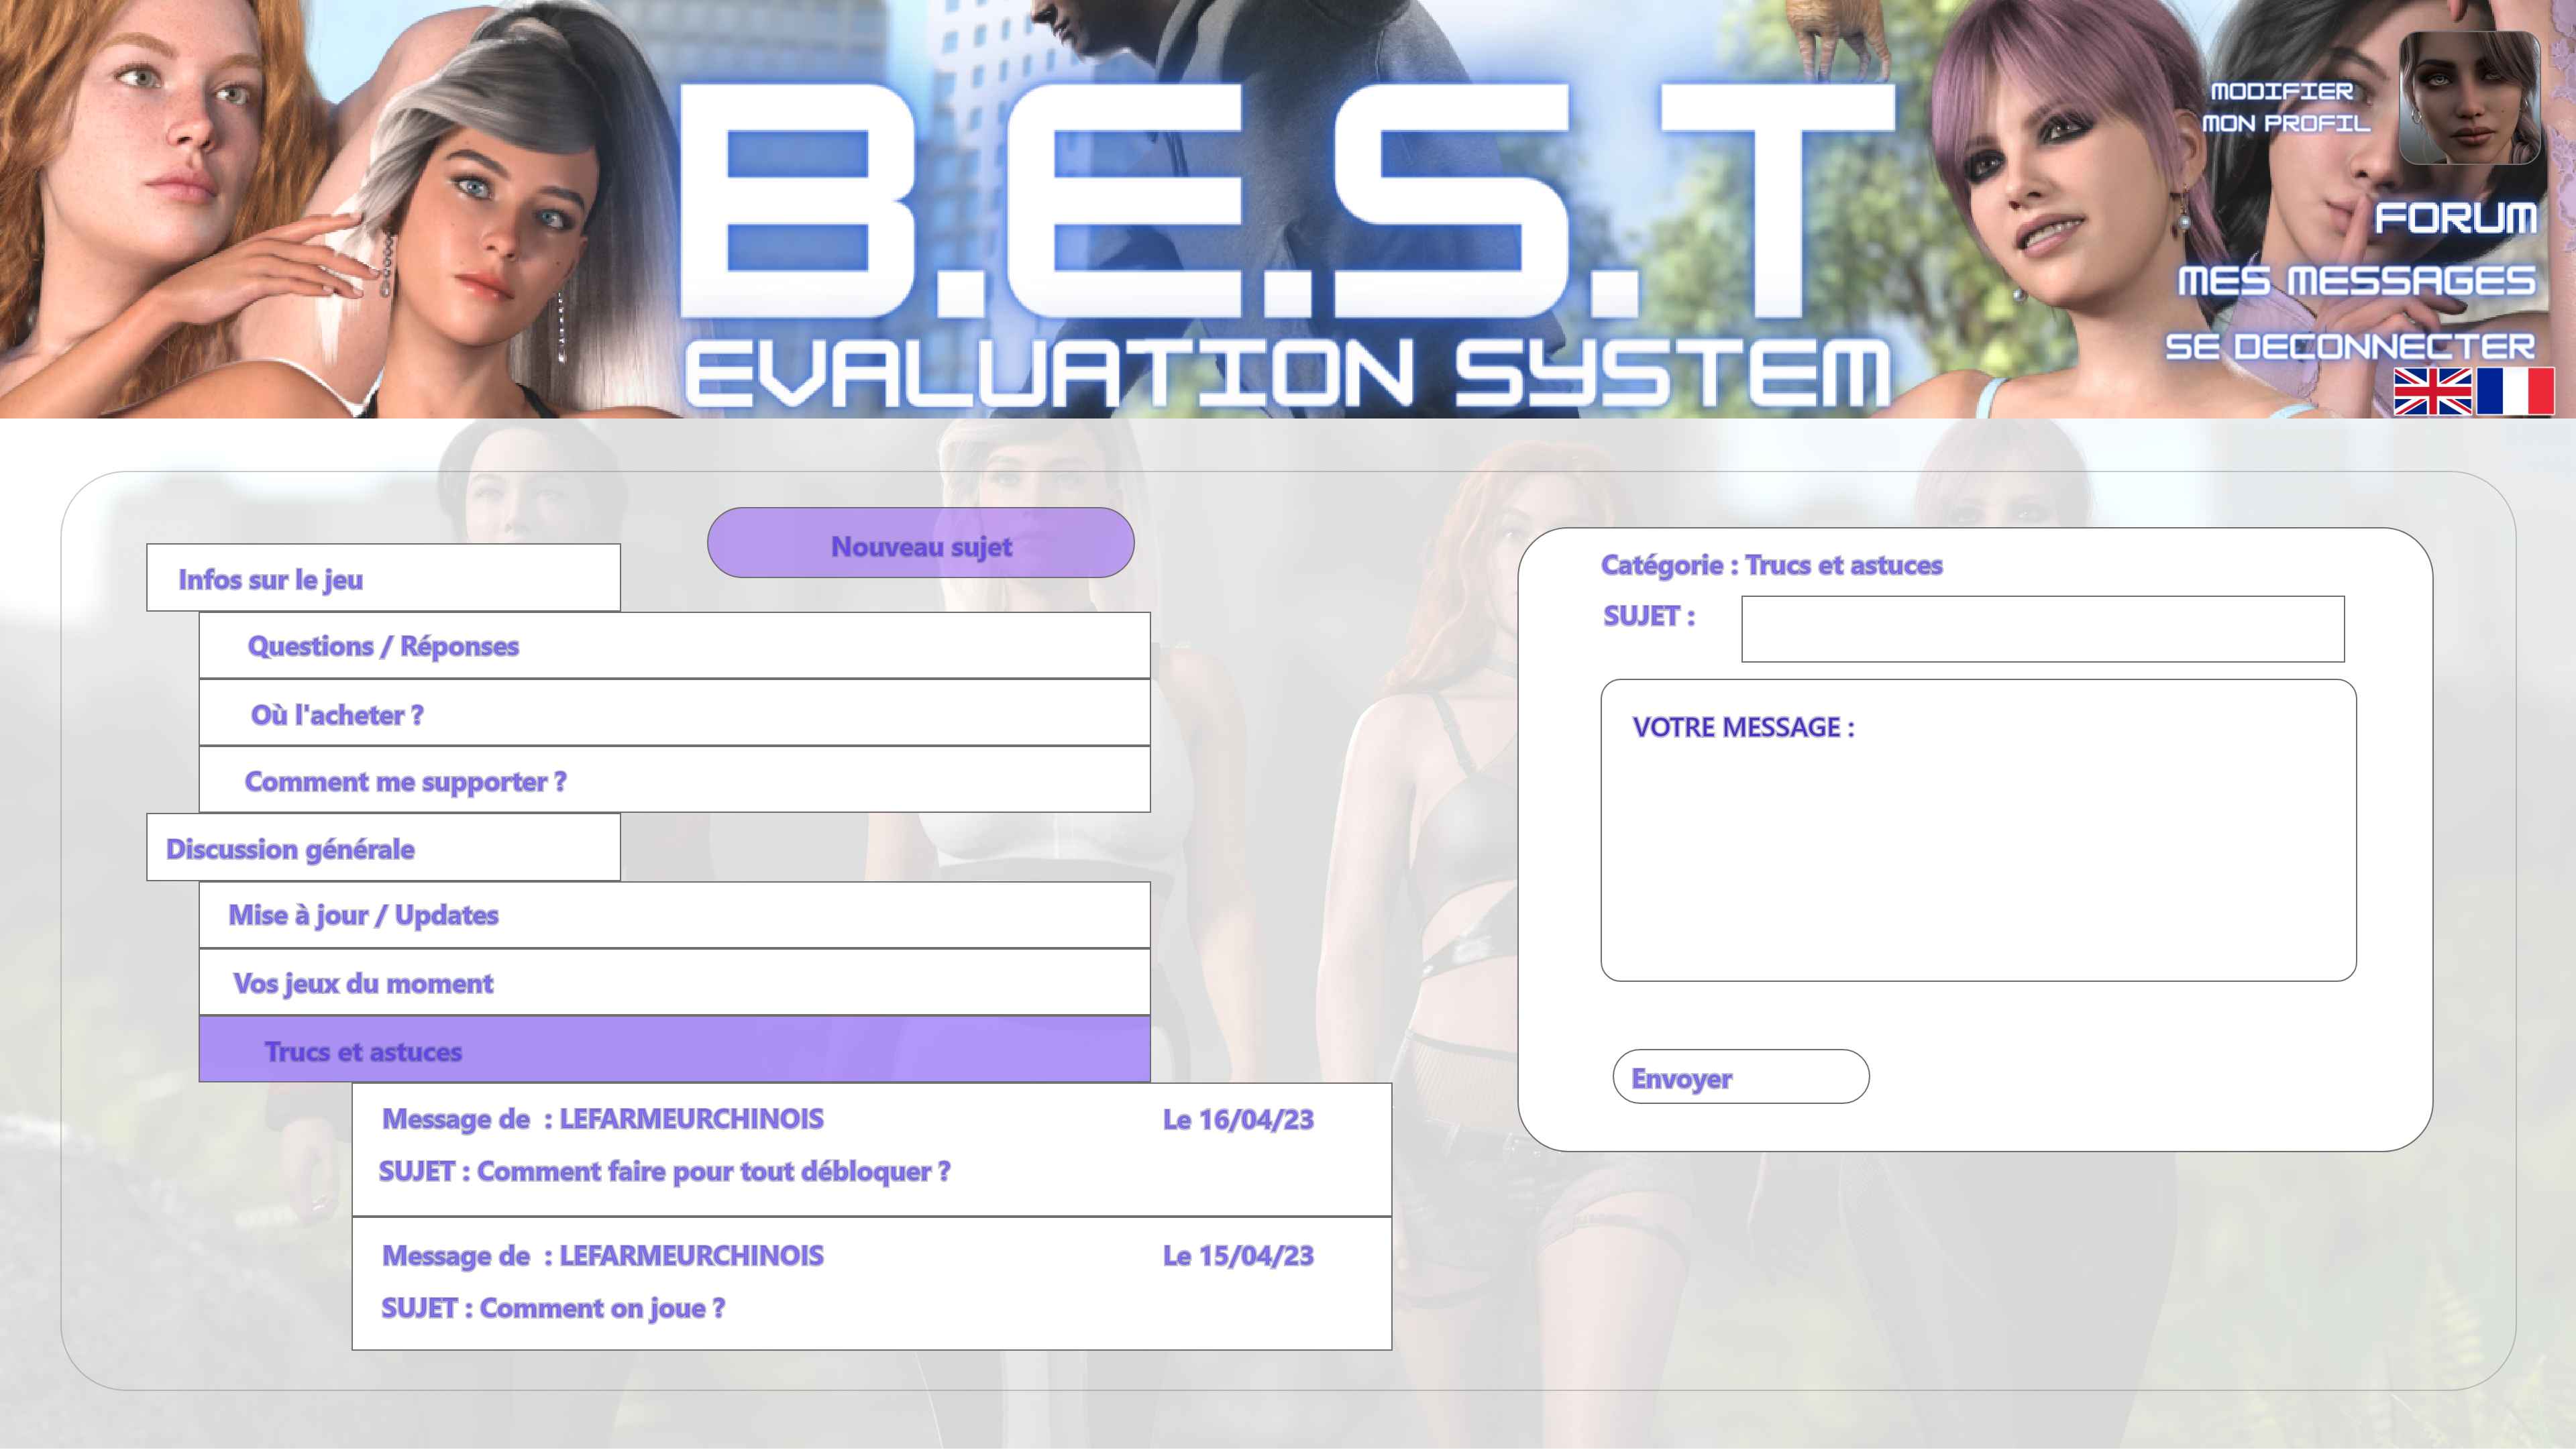 B.E.S.T
EVALUATION SYSTEM
MODIFIER
MON PROFIL
FORUM
MES MESSAGES
SE DECONNECTER
Nouveau sujet
Infos sur le jeu
Questions / Réponses
Où l'acheter ?
Comment me supporter ?
Discussion générale
Mise à jour / Updates
Vos jeux du moment
Trucs et astuces
Message de : LEFARMEURCHINOIS Le 16/04/23
SUJET : Comment faire pour tout débloquer ?
Message de : LEFARMEURCHINOIS Le 15/04/23
SUJET : Comment on joue ?
Catégorie : Trucs et astuces
SUJET :
VOTRE MESSAGE :
Envoyer